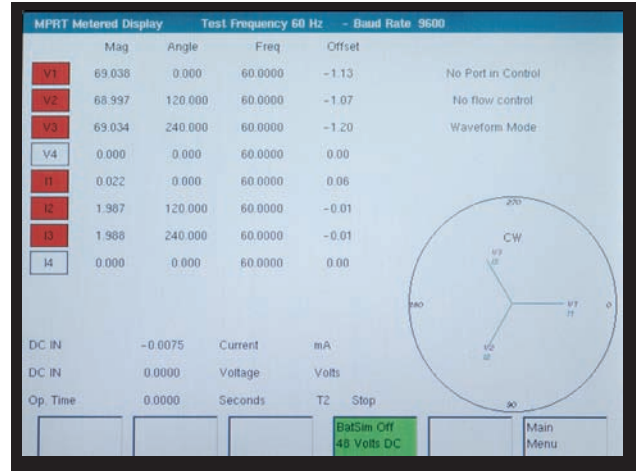 MPRT Metered Display Test Frequency 60 Hz - Baud Rate 9600
Mag Angle Freq Offset
V1 69.038 0.000 60.0000 -1.13 No Port in Control
V2 68.997 120.000 60.0000 -1.07 No flow control
V3 69.034 240.000 60.0000 -1.20 Waveform Mode
V4 0.000 0.000 60.0000 0.00
I1 0.022 0.000 60.0000 0.06
I2 1.987 120.000 60.0000 -0.01
I3 1.988 240.000 60.0000 -0.01
I4 0.000 0.000 60.0000 0.00
270
CW
V3
180
V1
I1
0
V2
I2
90
DC IN -0.0075 Current mA
DC IN 0.0000 Voltage Volts
Op. Time 0.0000 Seconds T2 Stop
BatSim Off
48 Volts DC
Main
Menu